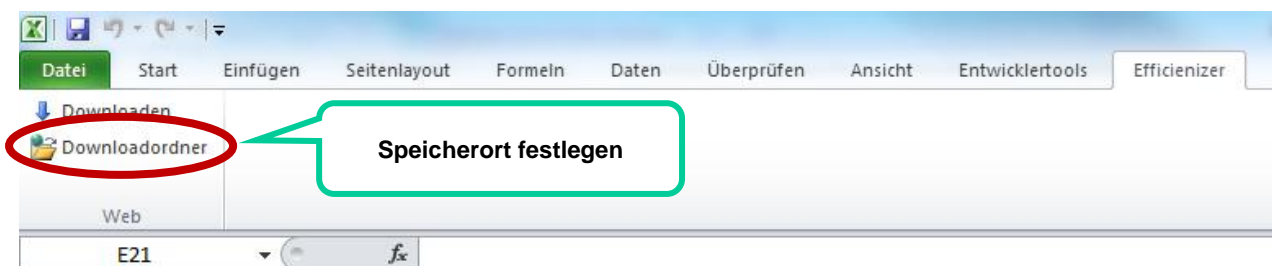 Datei Start Einfügen Seitenlayout Formeln Daten Überprüfen Ansicht Entwicklertools Efficienizer
Downloaden
Downloadordner
Speicherort festlegen
Web
E21 fx